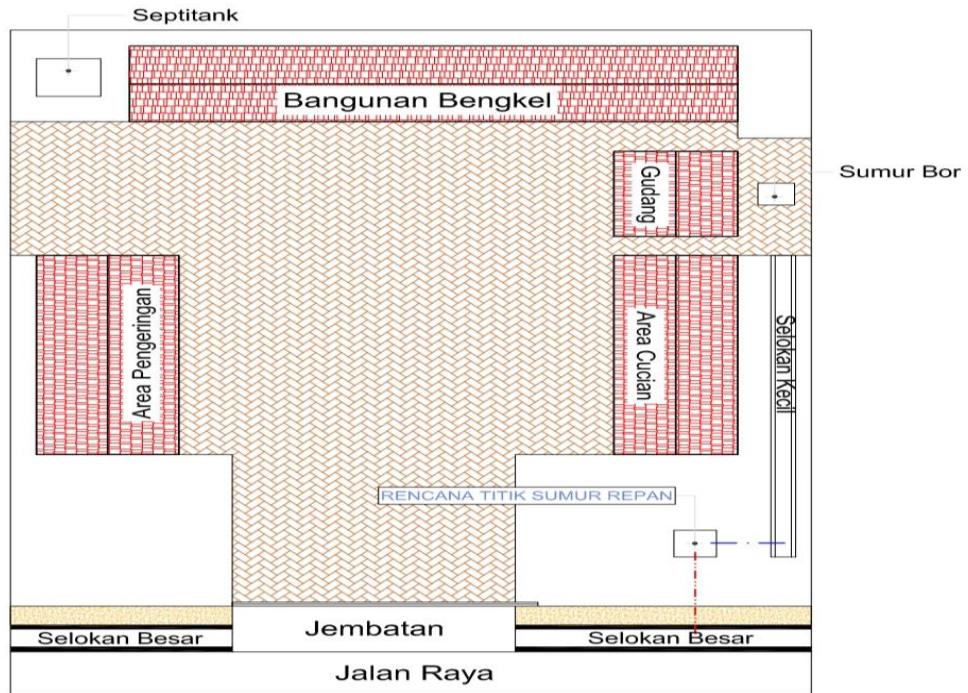 Septitank
Bangunan Bengkel
Gudang
Sumur Bor
Area Pengeringan
Area Cucian
Selokan Kecil
RENCANA TITIK SUMUR REPAN
Selokan Besar
Jembatan
Selokan Besar
Jalan Raya